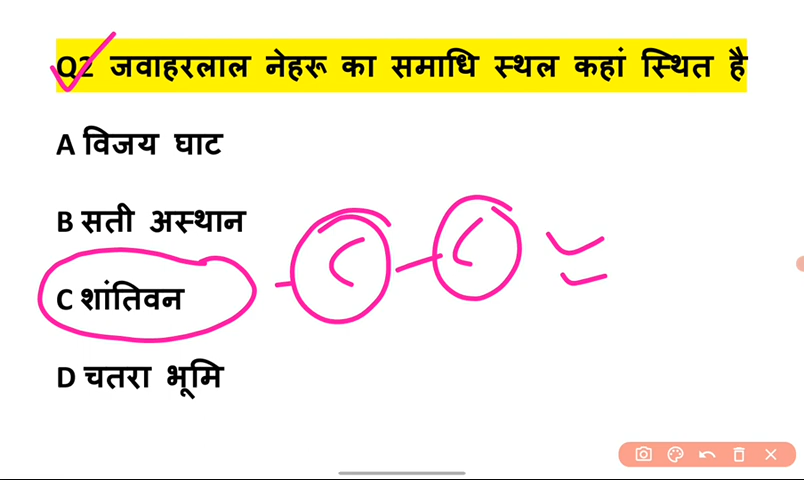 Q2 जवाहरलाल नेहरू का समाधि स्थल कहां स्थित है
A विजय घाट
B सती अस्थान
C शांतिवन
D चतरा भूमि
C C